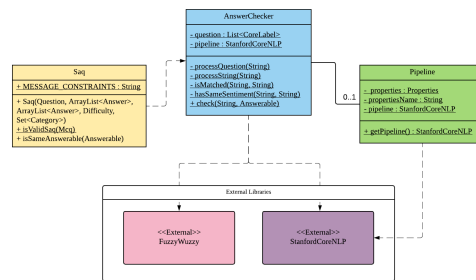 AnswerChecker
- question : List<CoreLabel>
- pipeline : StanfordCoreNLP
- processQuestion(String)
- processString(String)
- isMatched(String, String)
- hasSameSentiment(String, String)
+ check(String, Answerable)
Saq
+ MESSAGE_CONSTRAINTS : String
+ Saq(Question, ArrayList<Answer>,
ArrayList<Answer>, Difficulty,
Set<Category>)
+ isValidSaq(Mcq)
+ isSameAnswerable(Answerable)
0..1
Pipeline
- properties : Properties
- propertiesName : String
- pipeline : StanfordCoreNLP
+ getPipeline() : StanfordCoreNLP
External Libraries
<<External>>
FuzzyWuzzy
<<External>>
StanfordCoreNLP